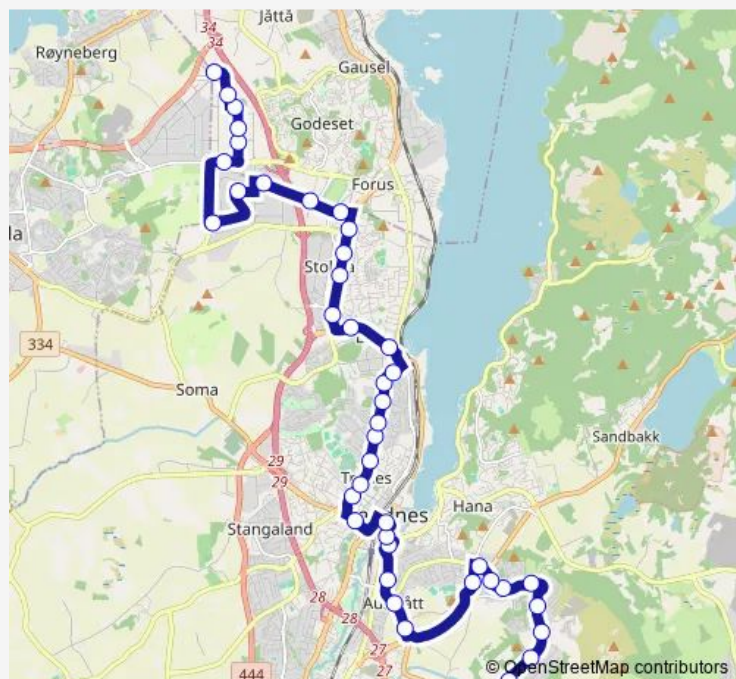 Jåttå
34
34
Røyneberg
Gausel
Godeset
Forus
334
Soma
Sandbakk
29
29
Hana
Stangaland
28
28
27
27
444
© OpenStreetMap contributors